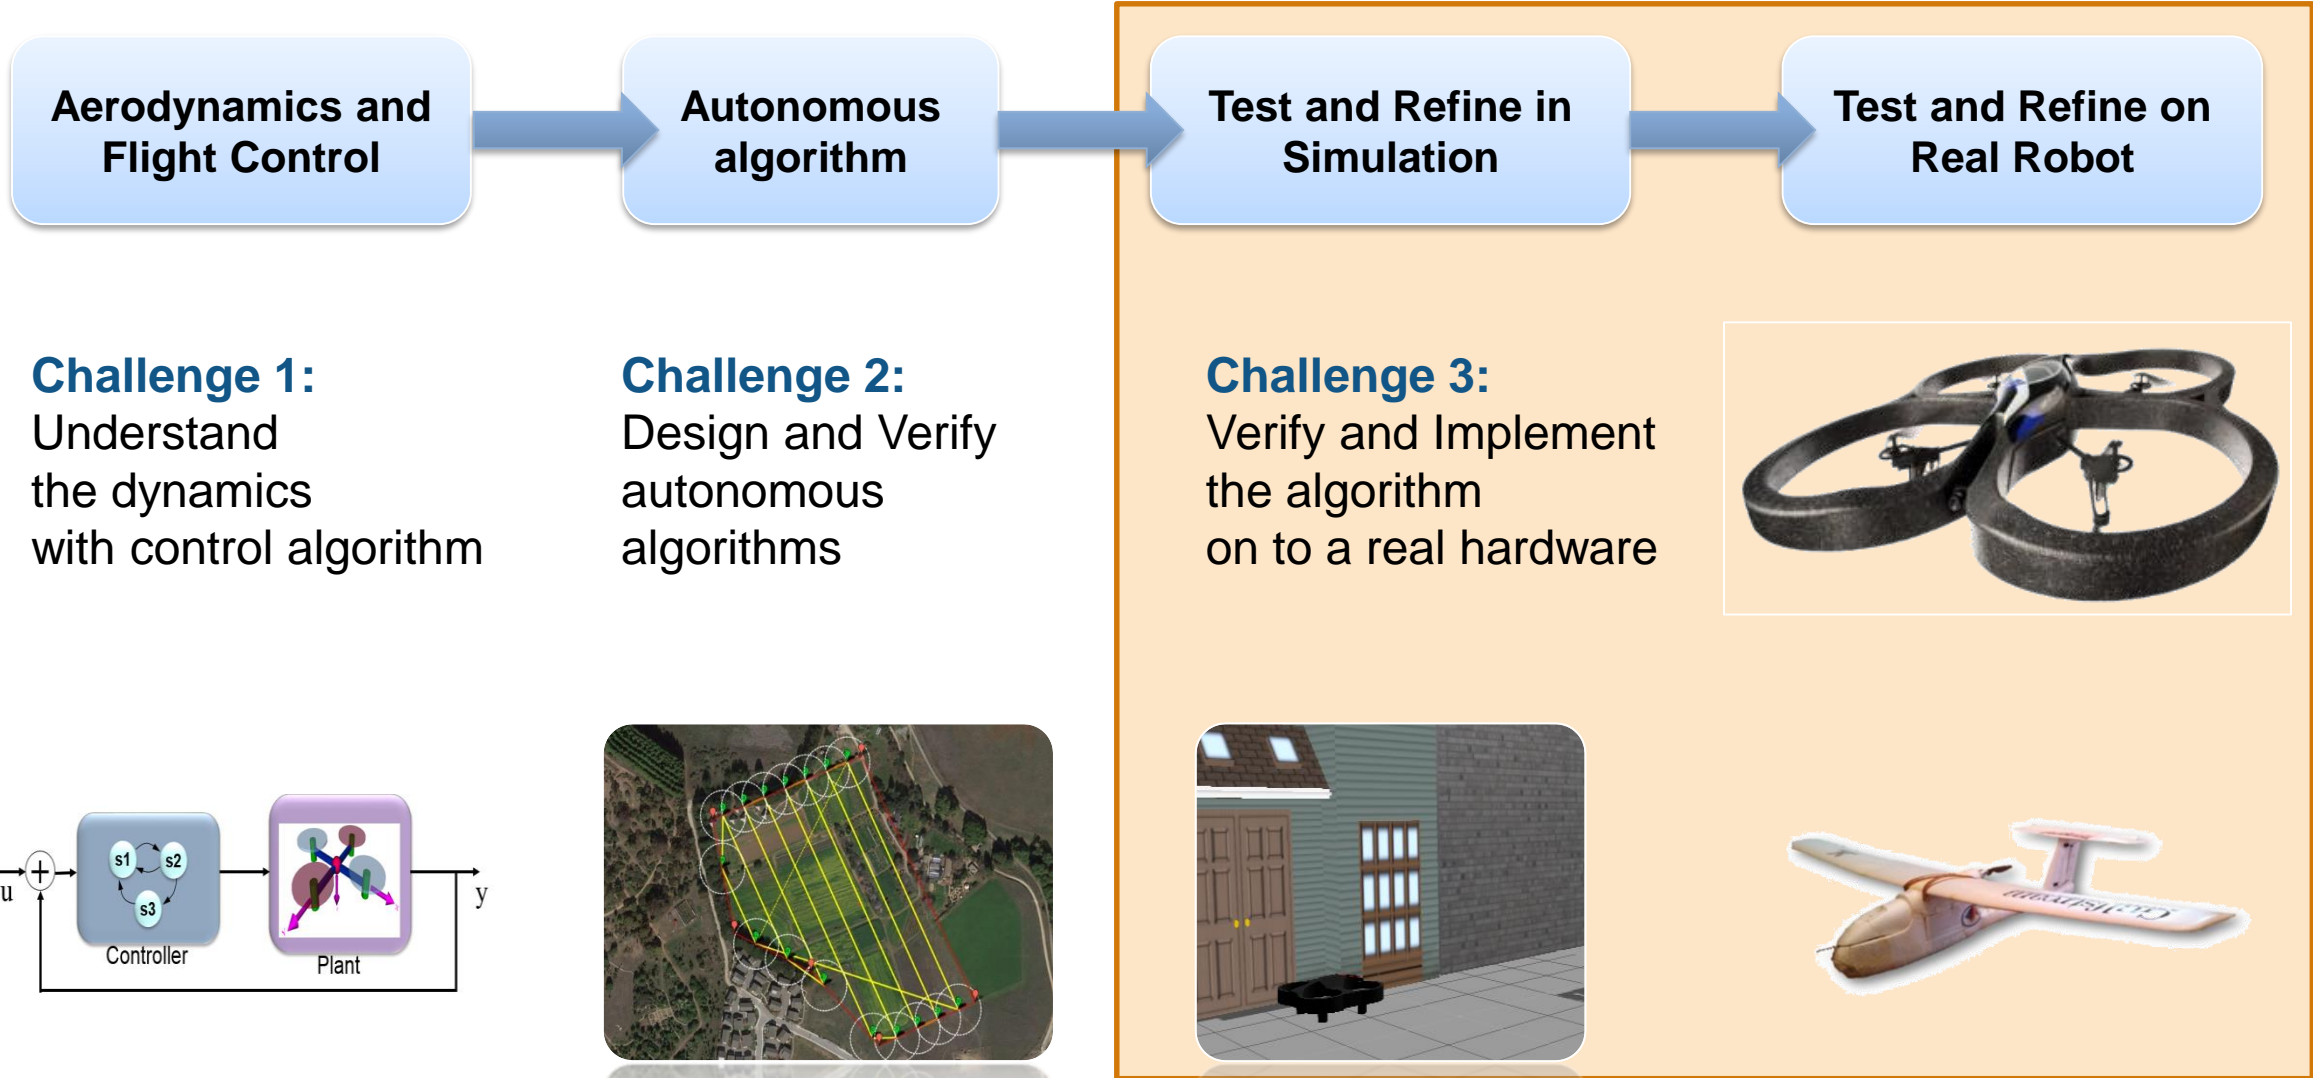 Aerodynamics and
Flight Control
Autonomous
algorithm
Test and Refine in
Simulation
Test and Refine on
Real Robot
Challenge 1:
Understand
the dynamics
with control algorithm
Challenge 2:
Design and Verify
autonomous
algorithms
Challenge 3:
Verify and Implement
the algorithm
on to a real hardware
u
+
s1
s2
s3
Controller
Plant
y